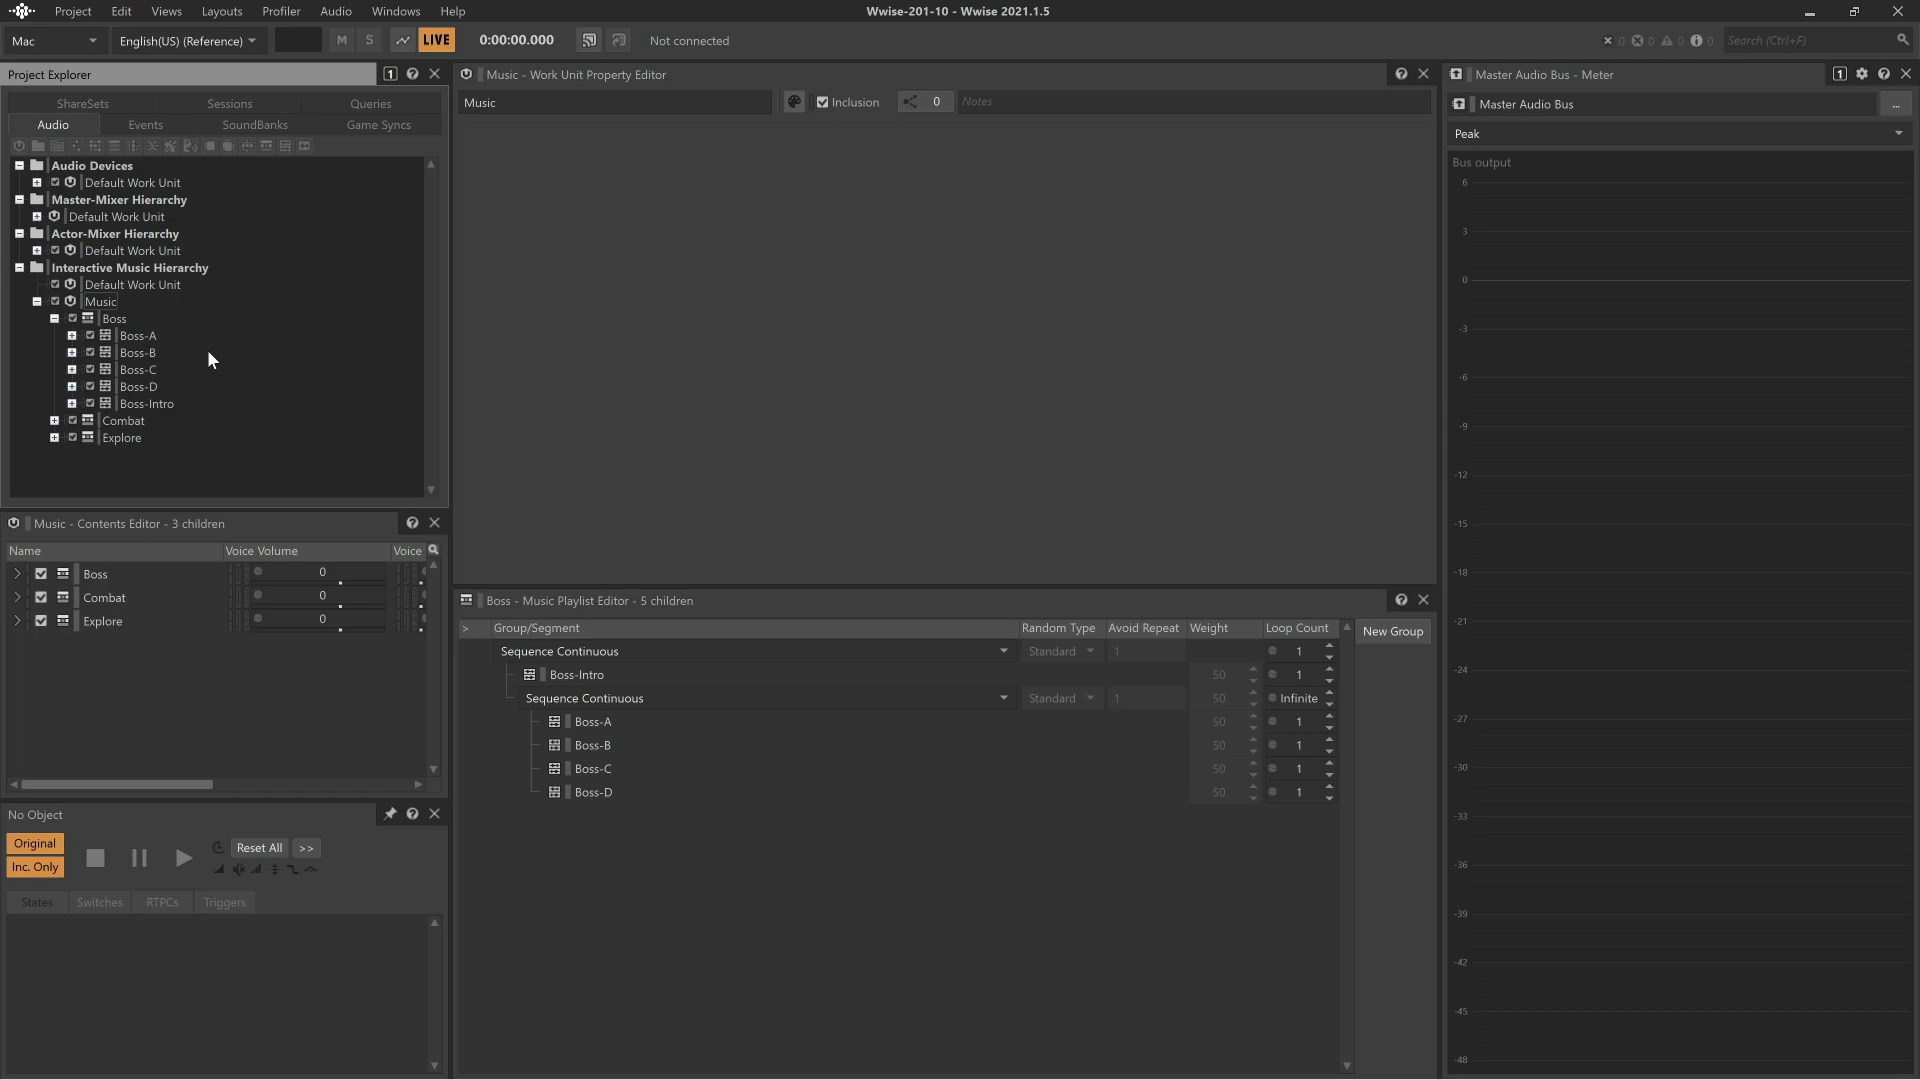 Project Edit Views Layouts Profiler Audio Windows Help
Wwise-201-10 - Wwise 2021.1.5
Mac
English(US) (Reference)
M S
LIVE
0:00:00.000
Not connected
0 0 0 0
Search (Ctrl+F)
Project Explorer
1
ShareSets Sessions Queries
Audio Events SoundBanks Game Syncs
Audio Devices
Default Work Unit
Master-Mixer Hierarchy
Default Work Unit
Actor-Mixer Hierarchy
Default Work Unit
Interactive Music Hierarchy
Default Work Unit
Music
Boss
Boss-A
Boss-B
Boss-C
Boss-D
Boss-Intro
Combat
Explore
Music - Contents Editor - 3 children
Name Voice Volume Voice
Boss 0
Combat 0
Explore 0
No Object
Original
Inc. Only
Reset All >>
States Switches RTPCs Triggers
Music - Work Unit Property Editor
Music
Inclusion
0
Notes
Boss - Music Playlist Editor - 5 children
> Group/Segment Random Type Avoid Repeat Weight Loop Count
New Group
Sequence Continuous Standard 1 1
Boss-Intro 50 1
Sequence Continuous Standard 1 50 Infinite
Boss-A 50 1
Boss-B 50 1
Boss-C 50 1
Boss-D 50 1
Master Audio Bus - Meter
1
Master Audio Bus
...
Peak
Bus output
6
3
0
-3
-6
-9
-12
-15
-18
-21
-24
-27
-30
-33
-36
-39
-42
-45
-48